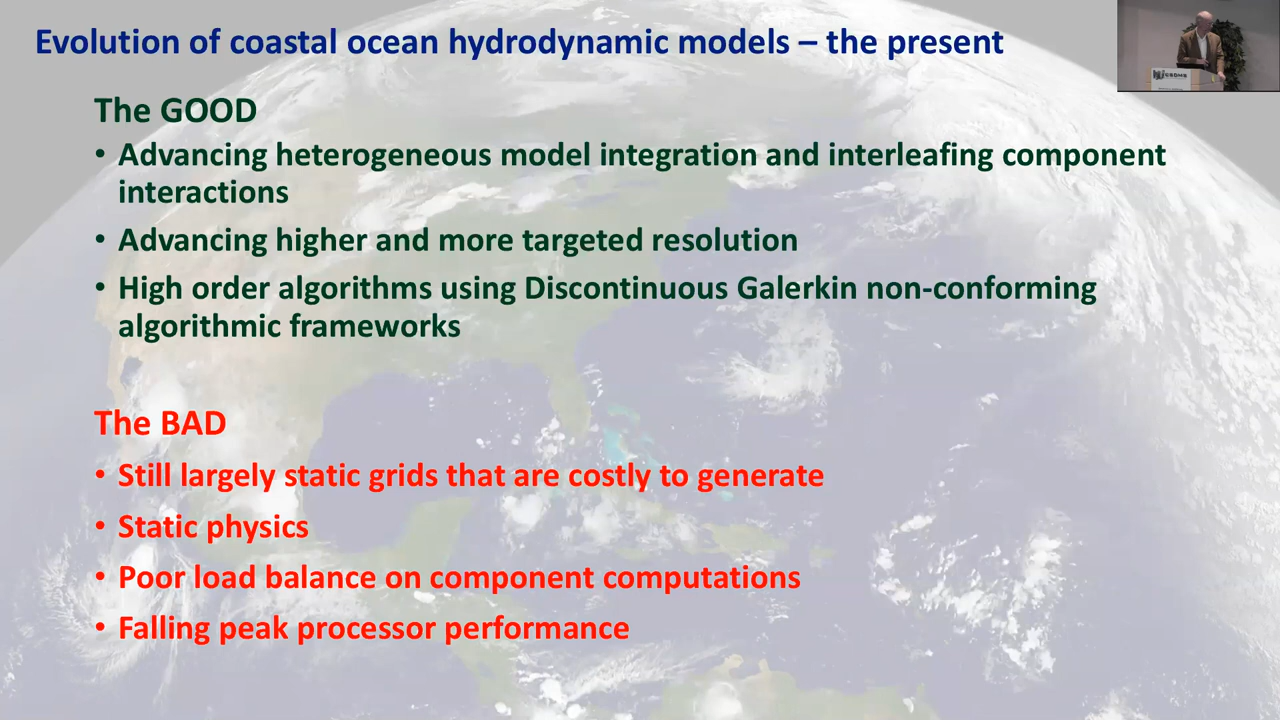 Evolution of coastal ocean hydrodynamic models – the present
The GOOD
• Advancing heterogeneous model integration and interleafing component
interactions
• Advancing higher and more targeted resolution
• High order algorithms using Discontinuous Galerkin non-conforming
algorithmic frameworks
The BAD
• Still largely static grids that are costly to generate
• Static physics
• Poor load balance on component computations
• Falling peak processor performance
CSDMS